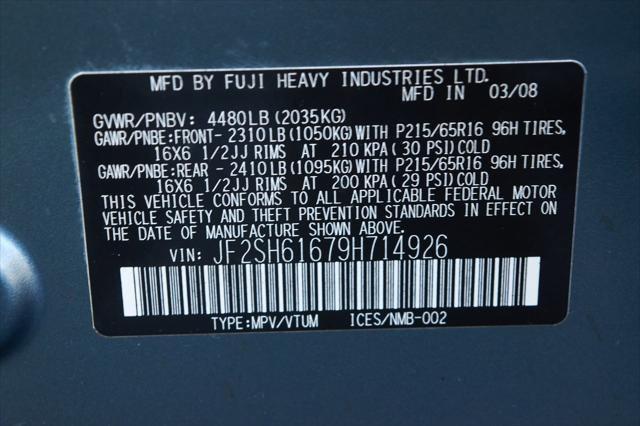 MFD BY FUJI HEAVY INDUSTRIES LTD.
MFD IN 03/08
GVWR/PNBV: 4480LB(2035KG)
GAWR/PNBE:FRONT-2310LB(1050KG)WITH P215/65R16 96H TIRES,
16X6 1/2JJ RIMS AT 210 KPA(30 PSI)COLD
GAWR/PNBE:REAR -2410LB(1095KG)WITH P215/65R16 96H TIRES,
16X6 1/2JJ RIMS AT 200 KPA(29 PSI)COLD
THIS VEHICLE CONFORMS TO ALL APPLICABLE FEDERAL MOTOR
VEHICLE SAFETY AND THEFT PREVENTION STANDARDS IN EFFECT ON
THE DATE OF MANUFACTURE SHOWN ABOVE.
VIN: JF2SH61679H714926
TYPE:MPV/VTUM ICES/NMB-002